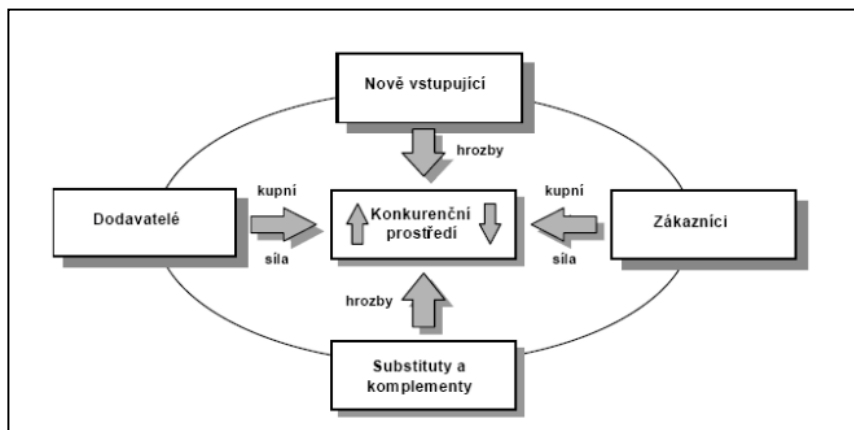 Nově vstupující
hrozby
kupní
Dodavatelé
síla
Konkurenční
prostředí
kupní
Zákazníci
síla
hrozby
Substituty a
komplementy